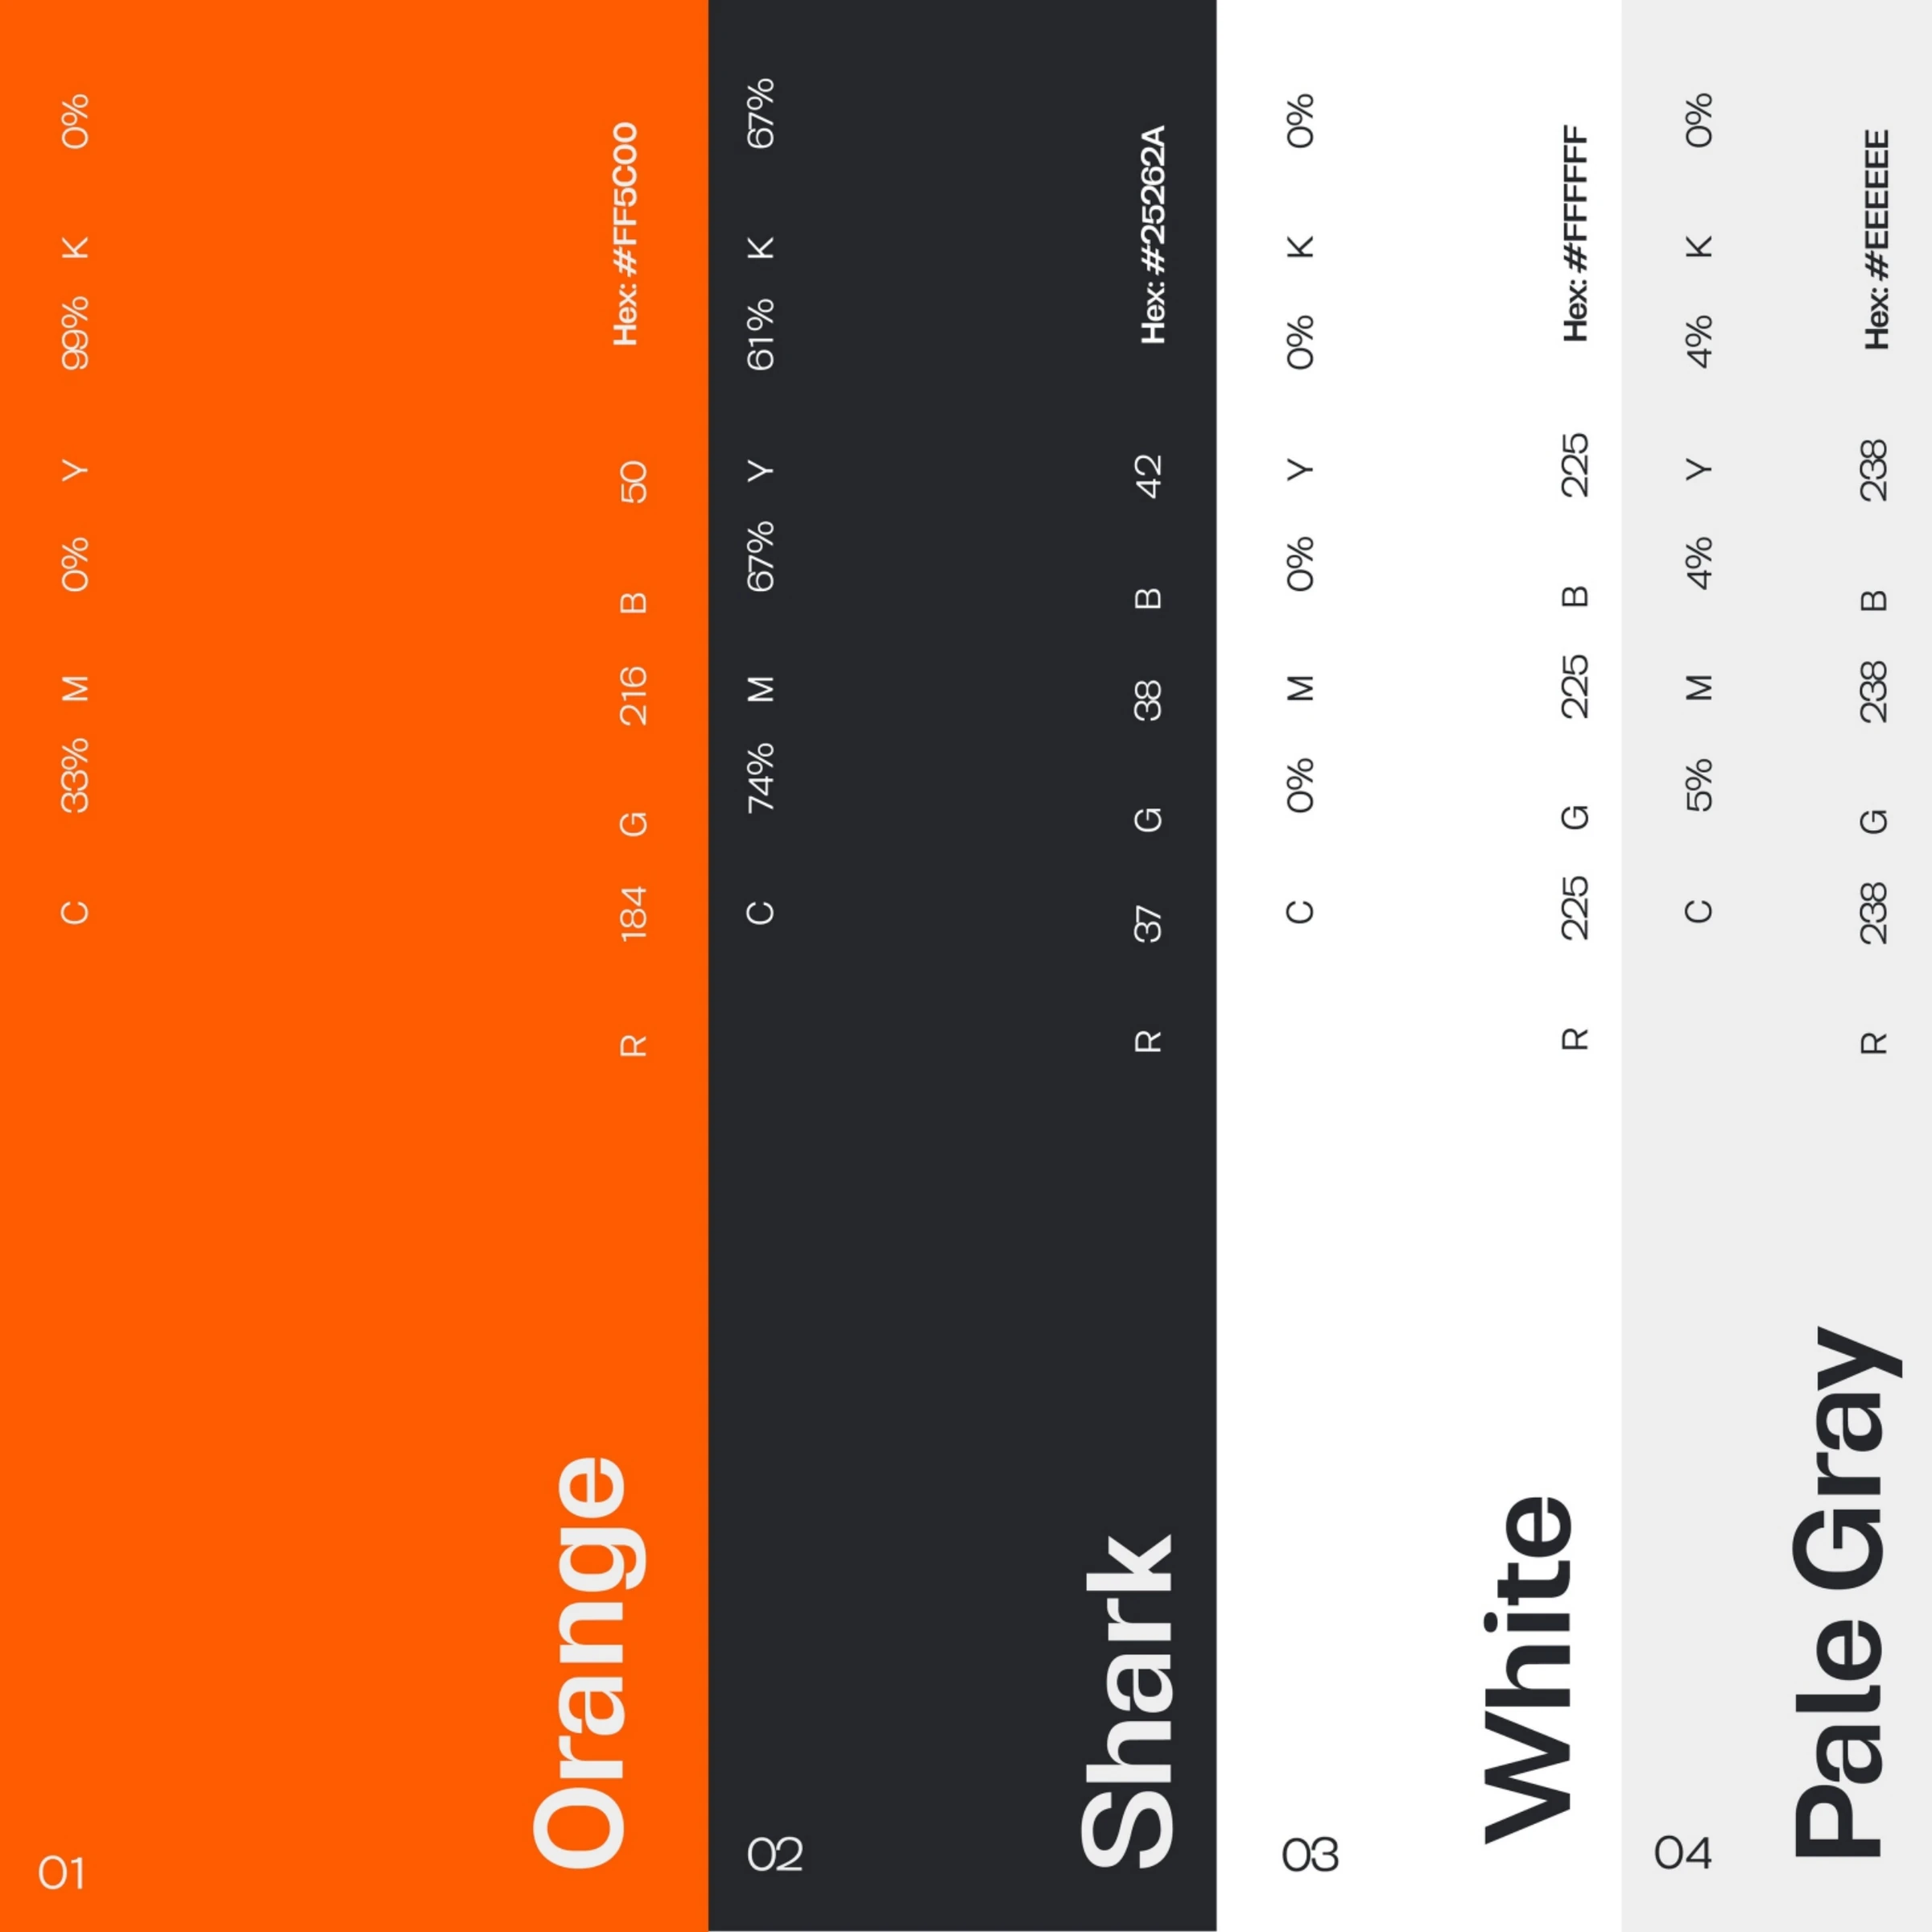 01
Orange
C 33% M 0% Y 99% K 0%
R 184 G 216 B 50
Hex: #FF5C00
02
Shark
C 74% M 67% Y 61% K 67%
R 37 G 38 B 42
Hex: #25262A
03
White
C 0% M 0% Y 0% K 0%
R 225 G 225 B 225
Hex: #FFFFFF
04
Pale Gray
C 5% M 4% Y 4% K 0%
R 238 G 238 B 238
Hex: #EEEEEE